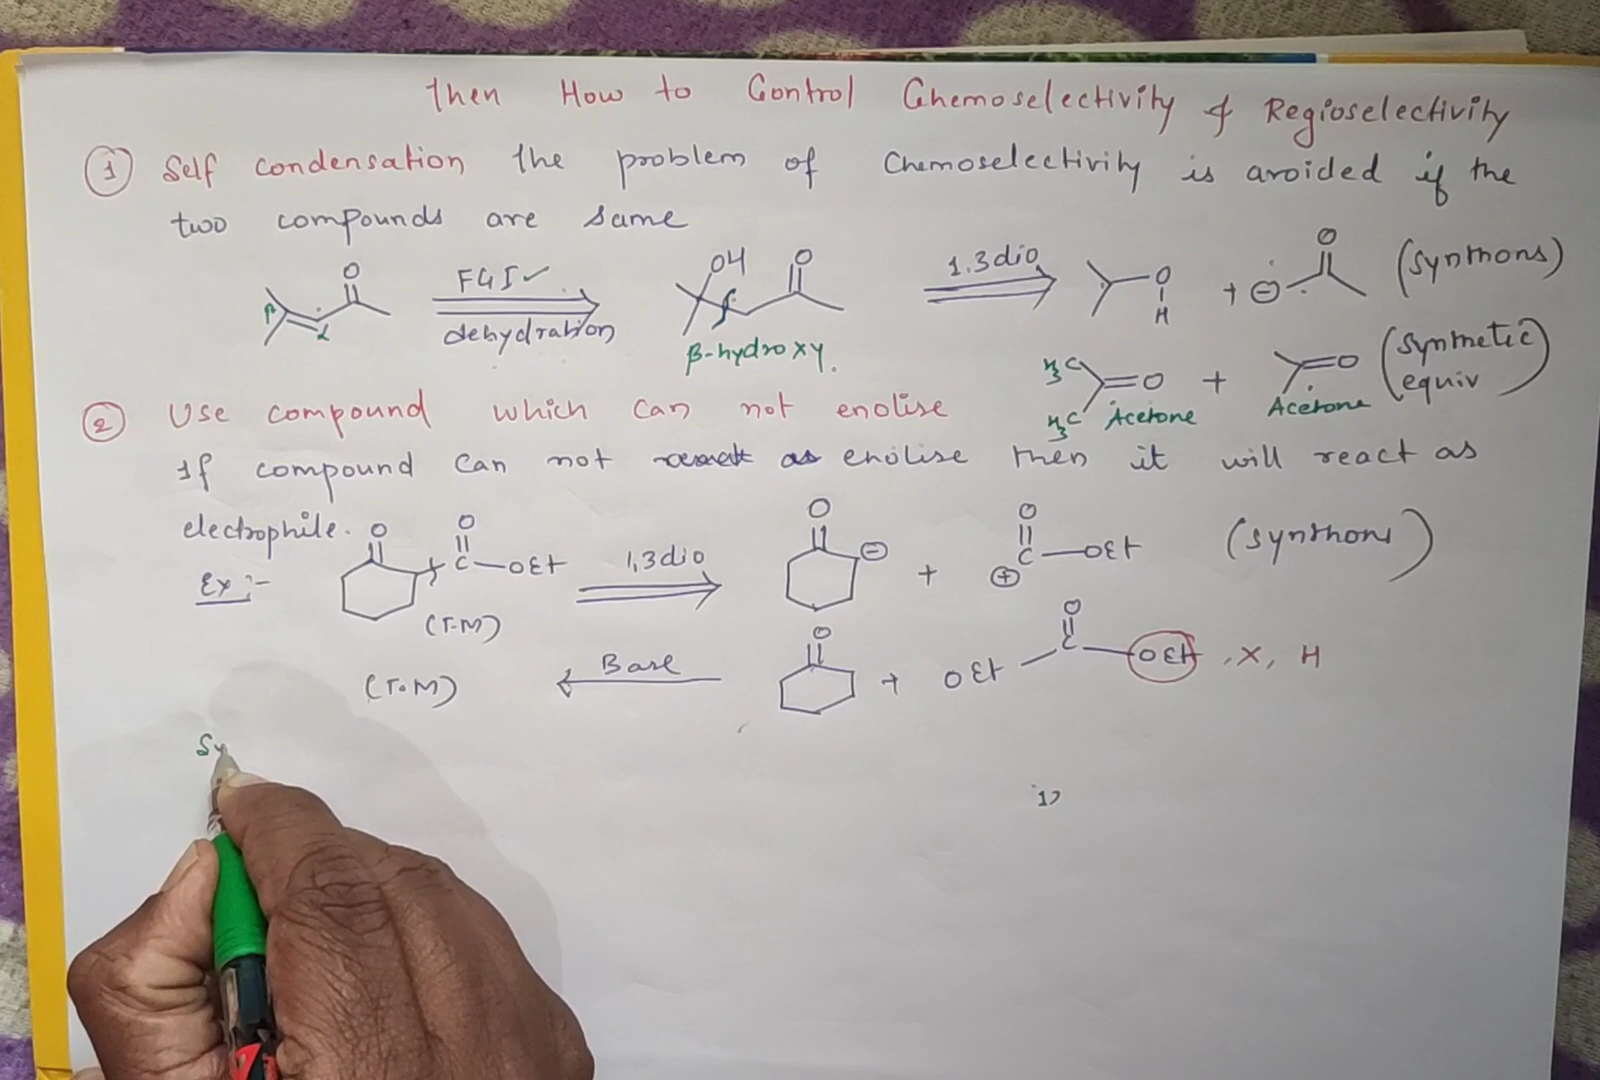 Then How to Control Chemoselectivity & Regioselectivity
1 Self condensation the problem of Chemoselectivity is avoided if the
two compounds are same
β α O FGI✓ dehydration OH O β-hydroxy. 1,3 dio O H + ⊖ O (Synthons)
H3C H3C O Acetone + O Acetone (Synthetic equiv)
2 Use compound which can not enolise
If compound can not as enolise then it will react as
electrophile.
Ex:- O O C OEt (T.M) 1,3 dio O ⊖ + O C ⊕ OEt (Synthons)
(T.M) Base O + OEt O C OEt , X, H
Sy